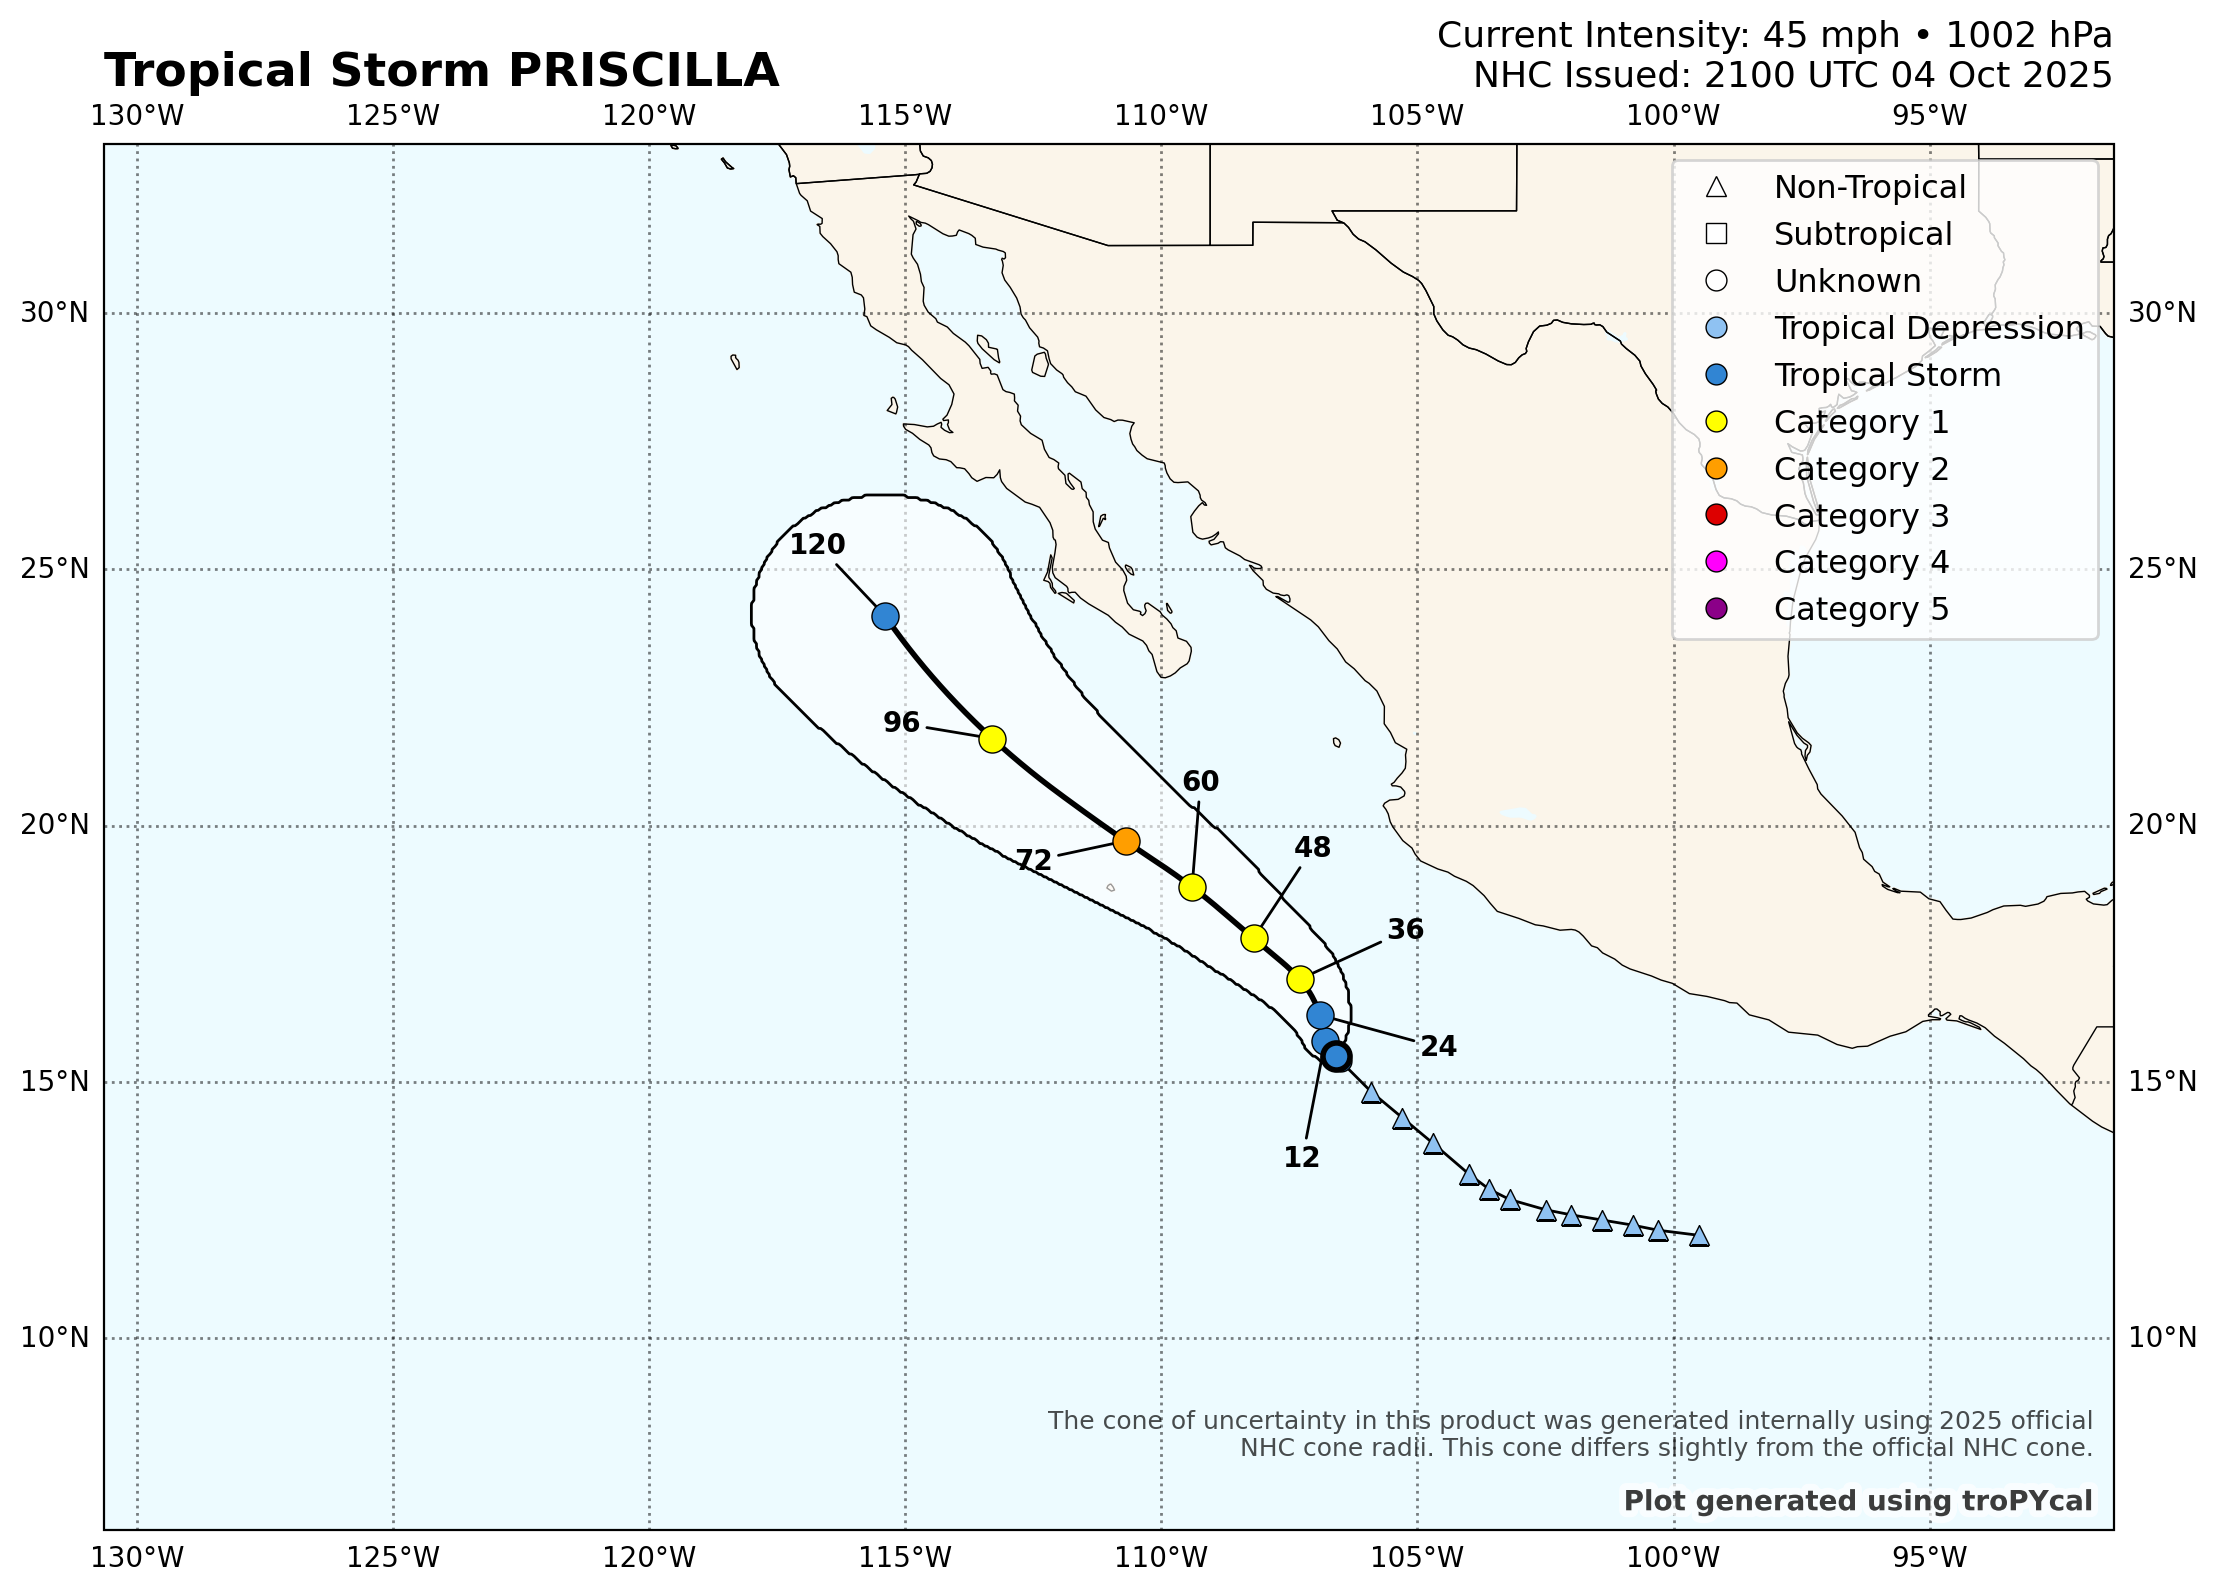 Tropical Storm PRISCILLA
Current Intensity: 45 mph • 1002 hPa
NHC Issued: 2100 UTC 04 Oct 2025
130°W 125°W 120°W 115°W 110°W 105°W 100°W 95°W
Non-Tropical
Subtropical
Unknown
Tropical Depression
Tropical Storm
Category 1
Category 2
Category 3
Category 4
Category 5
30°N 30°N
25°N 25°N
20°N 20°N
15°N 15°N
10°N 10°N
120
96
72
60
48
36
24
12
The cone of uncertainty in this product was generated internally using 2025 official
NHC cone radii. This cone differs slightly from the official NHC cone.
Plot generated using troPYcal
130°W 125°W 120°W 115°W 110°W 105°W 100°W 95°W